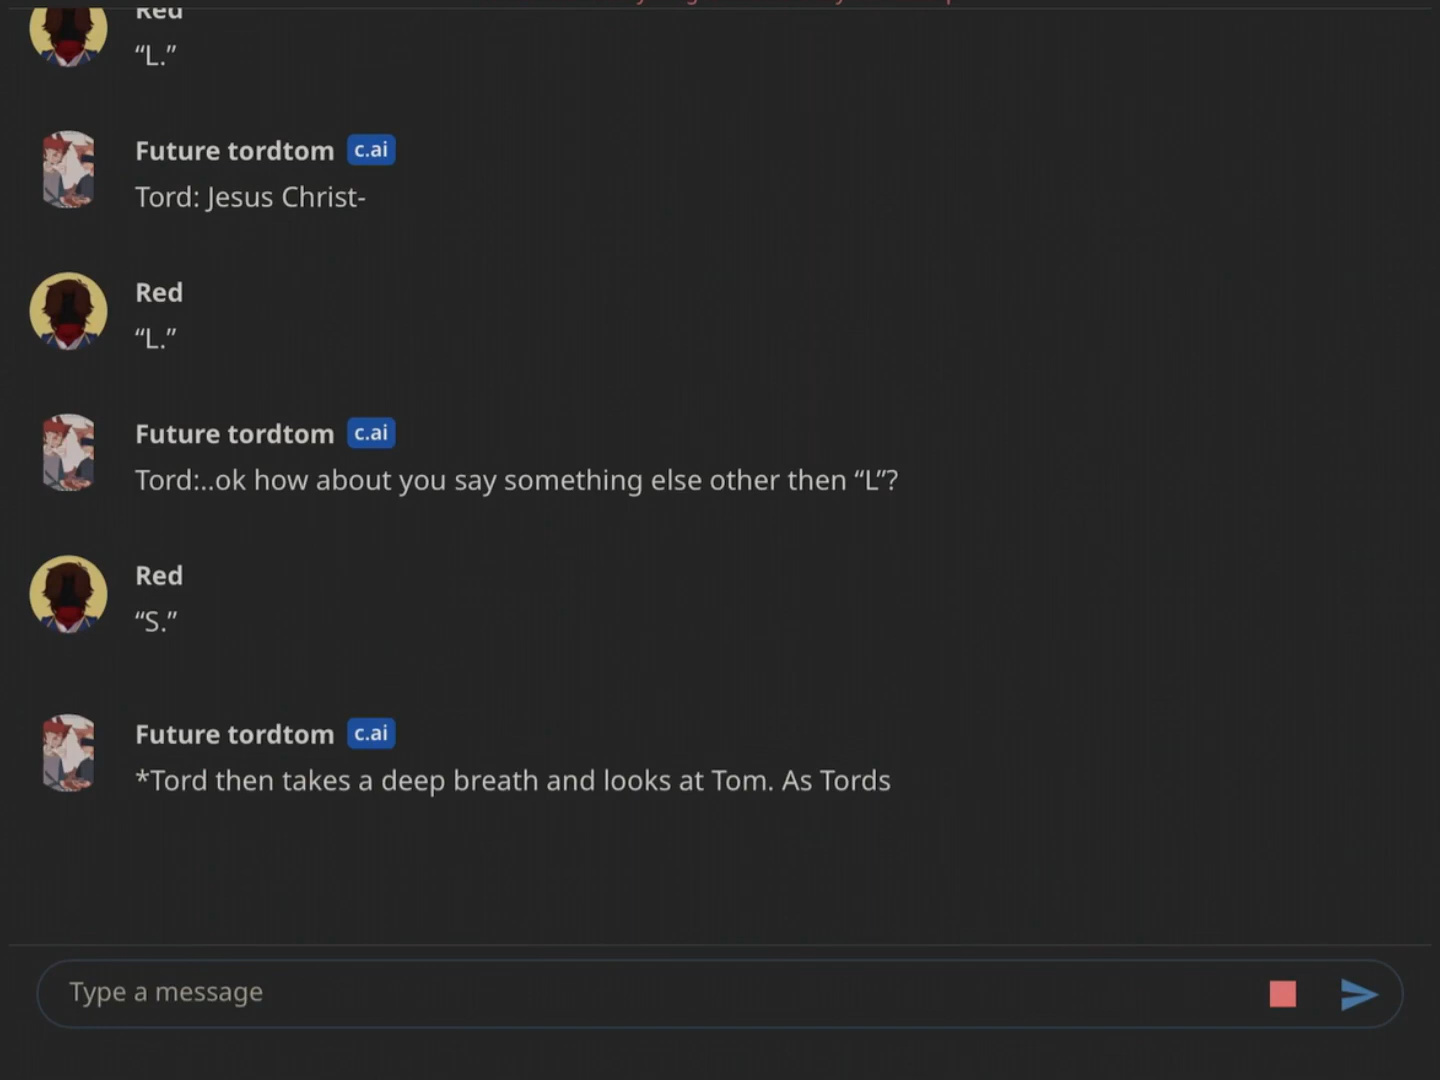 Red
“L.”
Future tordtom c.ai
Tord: Jesus Christ-
Red
“L.”
Future tordtom c.ai
Tord:..ok how about you say something else other then “L”?
Red
“S.”
Future tordtom c.ai
*Tord then takes a deep breath and looks at Tom. As Tords
Type a message